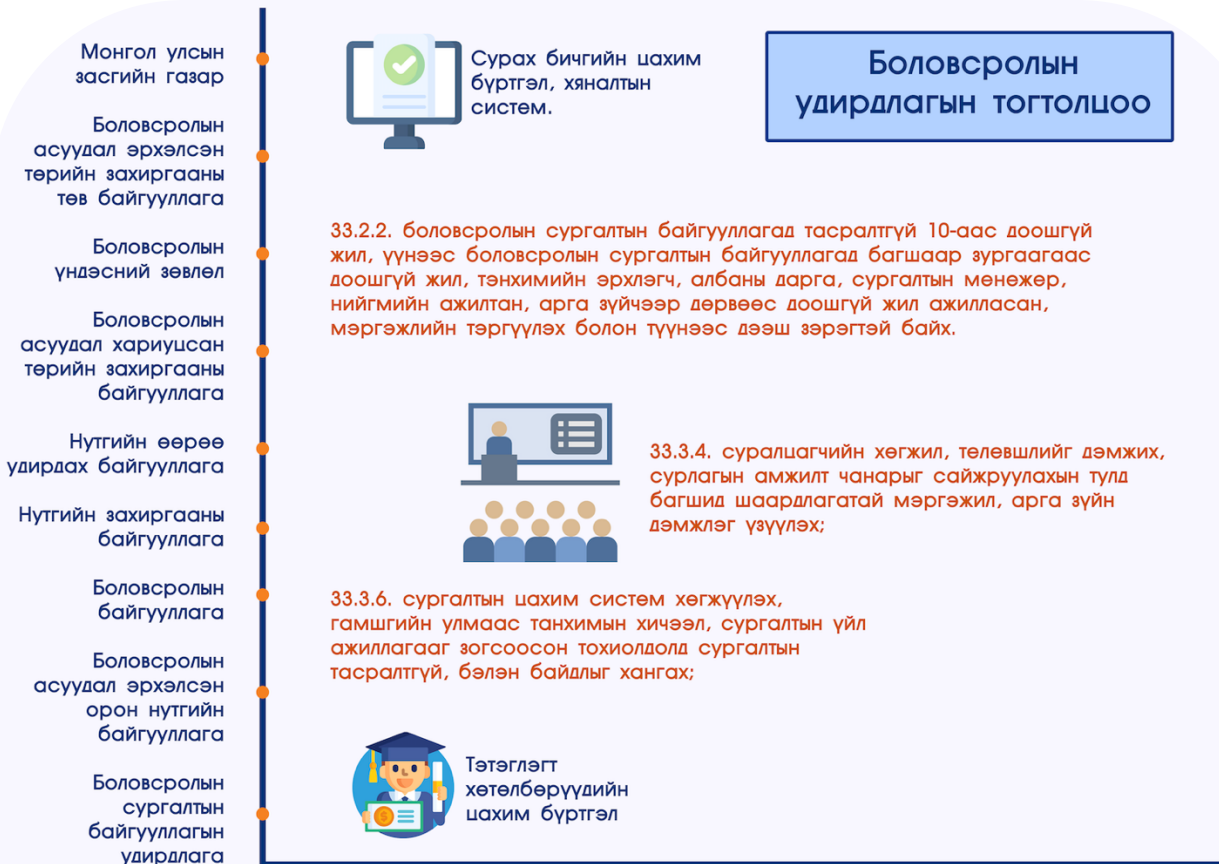 Монгол улсын
засгийн газар
Боловсролын
асуудал эрхэлсэн
төрийн захиргааны
төв байгууллага
Боловсролын
үндэсний зөвлөл
Боловсролын
асуудал хариуцсан
төрийн захиргааны
байгууллага
Нутгийн өөрөө
удирдах байгууллага
Нутгийн захиргааны
байгууллага
Боловсролын
байгууллага
Боловсролын
асуудал эрхэлсэн
орон нутгийн
байгууллага
Боловсролын
сургалтын
байгууллагын
удирдлага
Сурах бичгийн цахим
бүртгэл, хяналтын
систем.
Боловсролын
удирдлагын тогтолцоо
33.2.2. боловсролын сургалтын байгууллагад тасралтгүй 10-аас доошгүй
жил, үүнээс боловсролын сургалтын байгууллагад багшаар зургаагаас
доошгүй жил, тэнхимийн эрхлэгч, албаны дарга, сургалтын менежер,
нийгмийн ажилтан, арга зүйчээр дөрвөөс доошгүй жил ажилласан,
мэргэжлийн тэргүүлэх болон түүнээс дээш зэрэгтэй байх.
33.3.4. суралцагчийн хөгжил, төлөвшлийг дэмжих,
сурлагын амжилт чанарыг сайжруулахын тулд
багшид шаардлагатай мэргэжил, арга зүйн
дэмжлэг үзүүлэх;
33.3.6. сургалтын цахим систем хөгжүүлэх,
гамшгийн улмаас танхимын хичээл, сургалтын үйл
ажиллагааг зогсоосон тохиолдолд сургалтын
тасралтгүй, бэлэн байдлыг хангах;
Тэтэглэгт
хөтөлбөрүүдийн
цахим бүртгэл